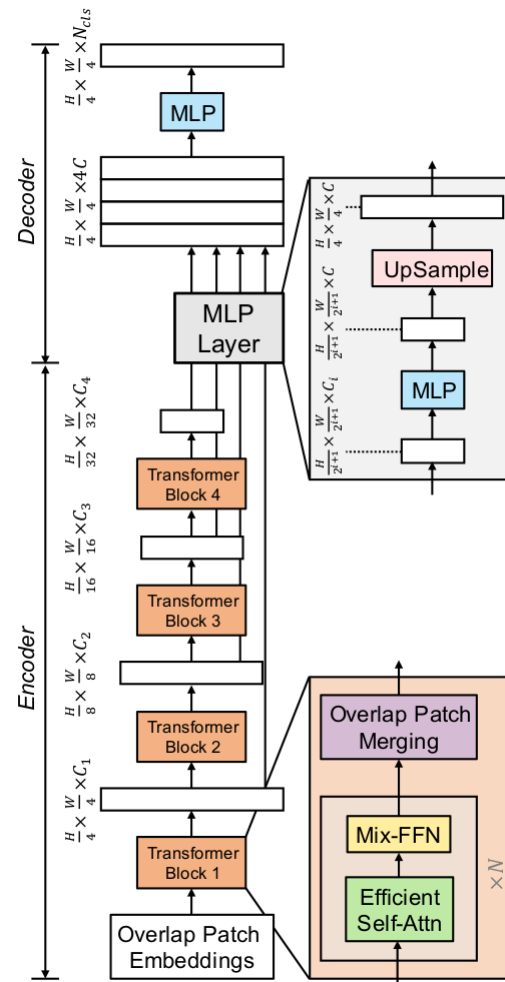 Decoder
Encoder
H/4 × W/4 × N_cls
MLP
H/4 × W/4 × 4C
MLP
Layer
H/32 × W/32 × C_4
Transformer
Block 4
H/16 × W/16 × C_3
Transformer
Block 3
H/8 × W/8 × C_2
Transformer
Block 2
H/4 × W/4 × C_1
Transformer
Block 1
Overlap Patch
Embeddings
H/4 × W/4 × C
UpSample
H/2^{i+1} × W/2^{i+1} × C
MLP
H/2^{i+1} × W/2^{i+1} × C_i
Overlap Patch
Merging
Mix-FFN
Efficient
Self-Attn
×N